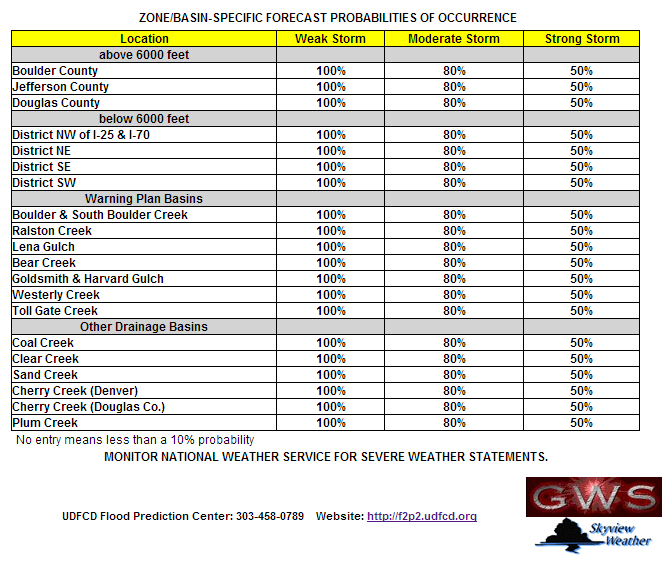 ZONE/BASIN-SPECIFIC FORECAST PROBABILITIES OF OCCURRENCE
Location Weak Storm Moderate Storm Strong Storm
above 6000 feet
Boulder County 100% 80% 50%
Jefferson County 100% 80% 50%
Douglas County 100% 80% 50%
below 6000 feet
District NW of I-25 & I-70 100% 80% 50%
District NE 100% 80% 50%
District SE 100% 80% 50%
District SW 100% 80% 50%
Warning Plan Basins
Boulder & South Boulder Creek 100% 80% 50%
Ralston Creek 100% 80% 50%
Lena Gulch 100% 80% 50%
Bear Creek 100% 80% 50%
Goldsmith & Harvard Gulch 100% 80% 50%
Westerly Creek 100% 80% 50%
Toll Gate Creek 100% 80% 50%
Other Drainage Basins
Coal Creek 100% 80% 50%
Clear Creek 100% 80% 50%
Sand Creek 100% 80% 50%
Cherry Creek (Denver) 100% 80% 50%
Cherry Creek (Douglas Co.) 100% 80% 50%
Plum Creek 100% 80% 50%
No entry means less than a 10% probability
MONITOR NATIONAL WEATHER SERVICE FOR SEVERE WEATHER STATEMENTS.
UDFCD Flood Prediction Center: 303-458-0789 Website: http://f2p2.udfcd.org
GWS
Skyview
Weather